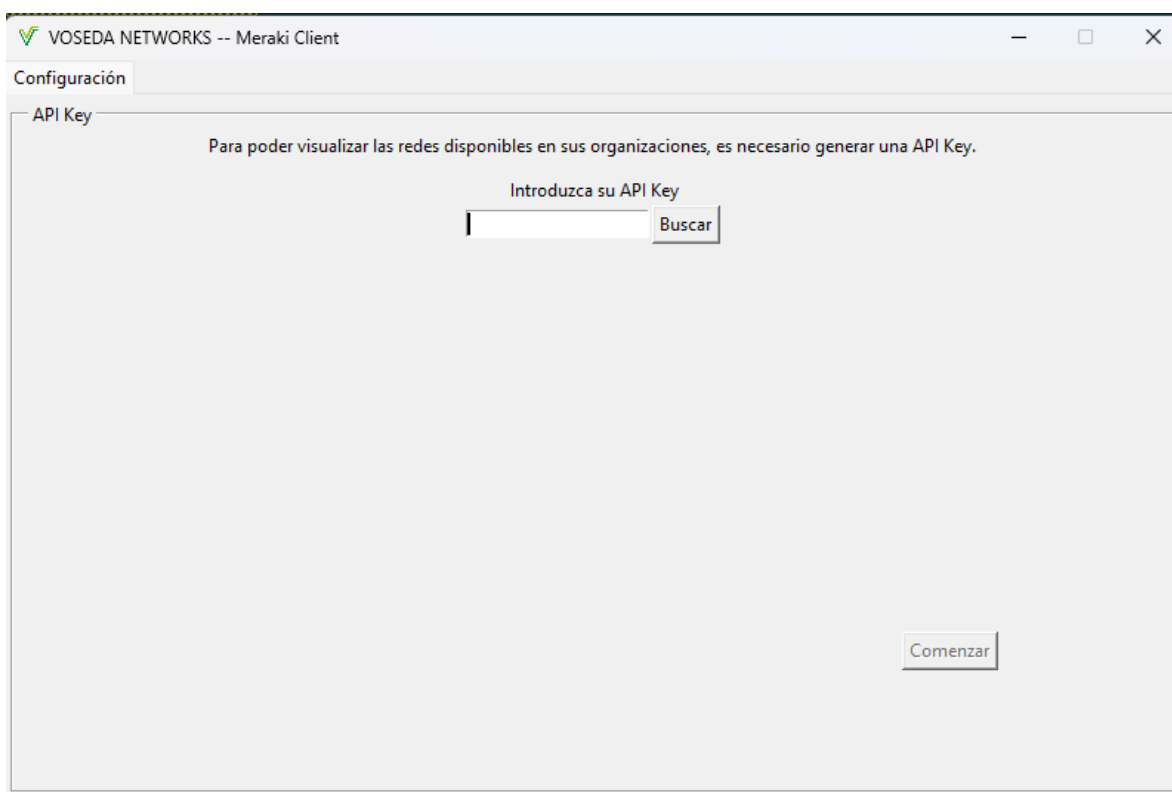 VOSEDA NETWORKS -- Meraki Client
Configuración
API Key
Para poder visualizar las redes disponibles en sus organizaciones, es necesario generar una API Key.
Introduzca su API Key
Buscar
Comenzar